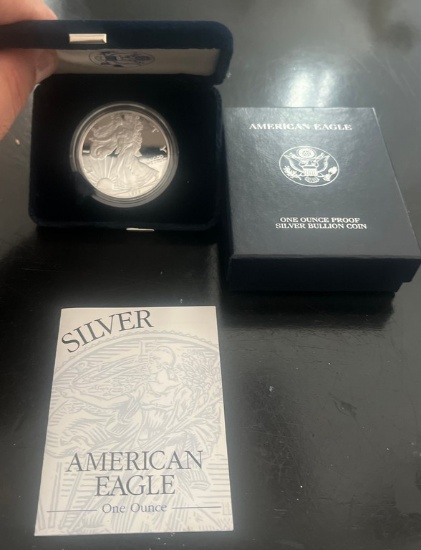 AMERICAN EAGLE
ONE OUNCE PROOF
SILVER BULLION COIN
SILVER
AMERICAN
EAGLE
One Ounce